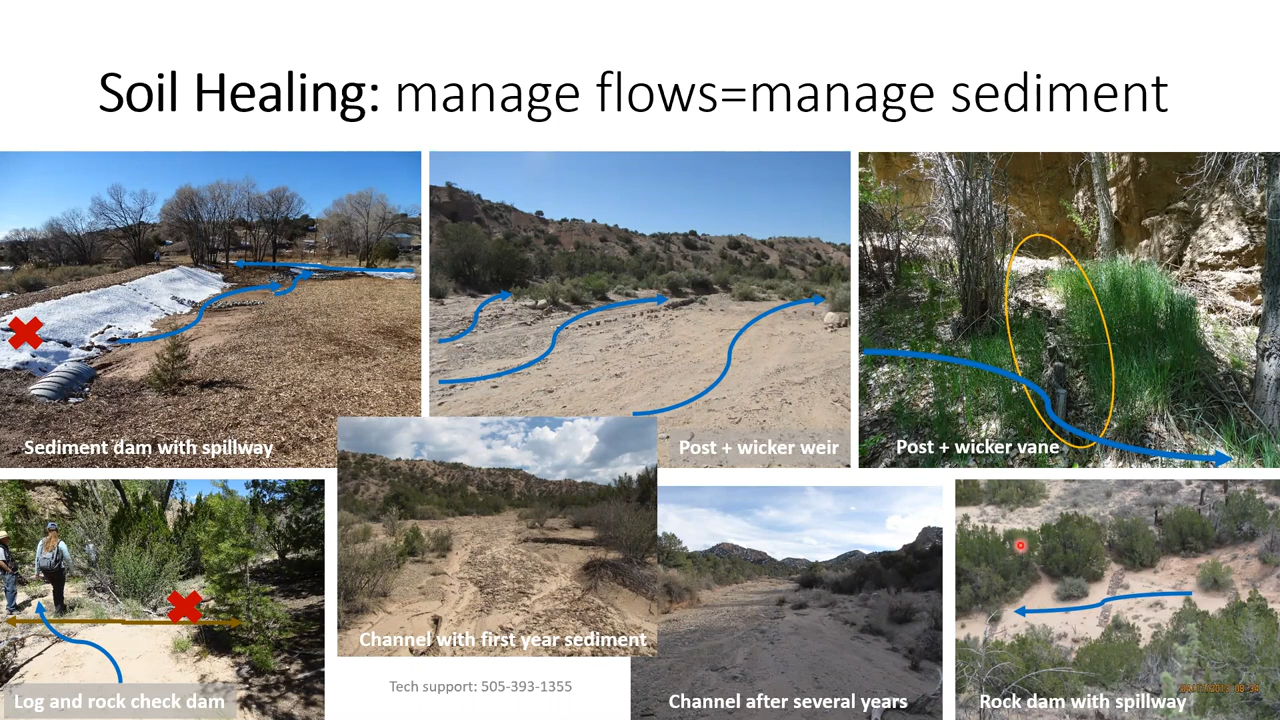 Soil Healing: manage flows=manage sediment
Sediment dam with spillway
Post + wicker weir
Post + wicker vane
Channel with first year sediment
Log and rock check dam
Tech support: 505-393-1355
Channel after several years
Rock dam with spillway